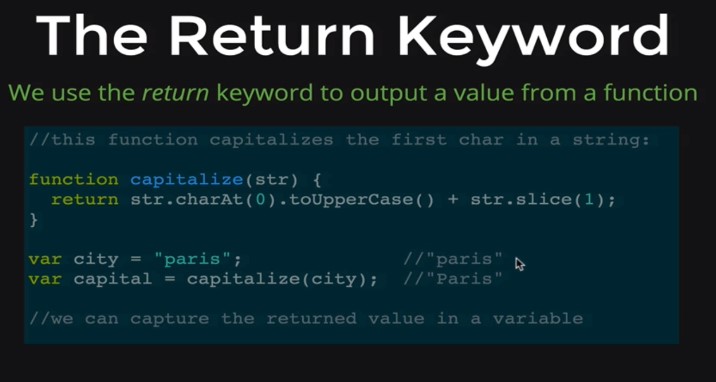 The Return Keyword
We use the return keyword to output a value from a function
//this function capitalizes the first char in a string:
function capitalize(str) {
  return str.charAt(0).toUpperCase() + str.slice(1);
}
var city = "paris";                //"paris"
var capital = capitalize(city);  //"Paris"
//we can capture the returned value in a variable